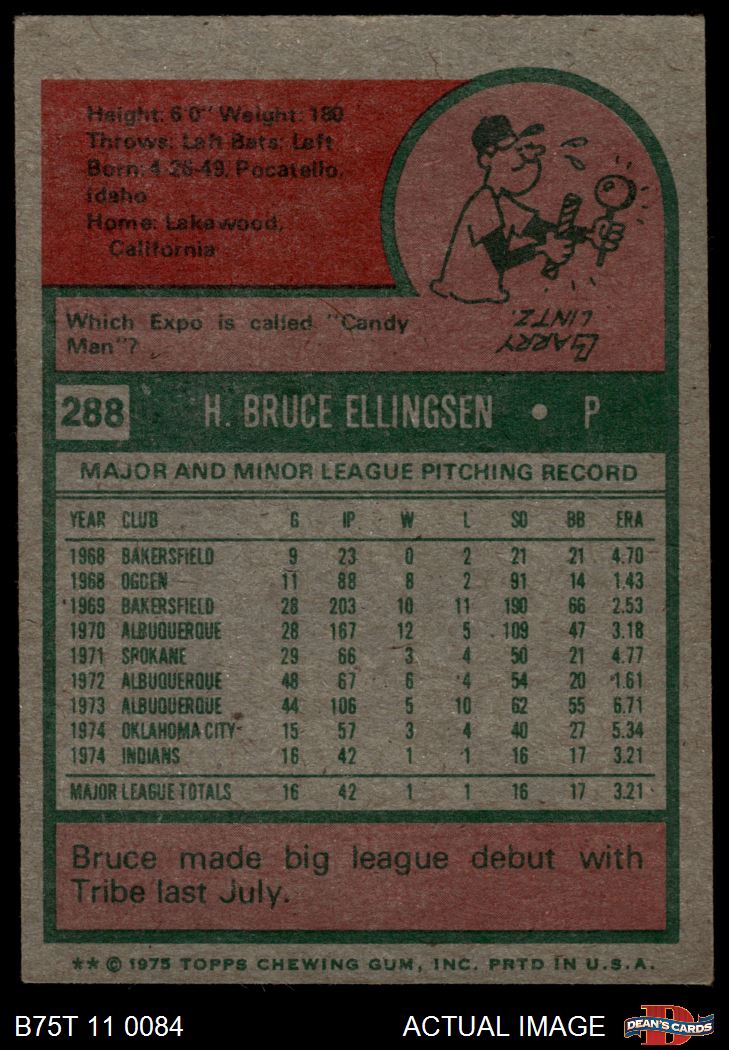 Height: 6'0" Weight: 180
Throws: Left Bats: Left
Born: 4-26-49, Pocatello,
Idaho
Home: Lakewood,
California
Which Expo is called "Candy
Man"?
LARRY
LINTZ.
288 H. BRUCE ELLINGSEN • P
MAJOR AND MINOR LEAGUE PITCHING RECORD
YEAR CLUB G IP W L SO BB ERA
1968 BAKERSFIELD 9 23 0 2 21 21 4.70
1968 OGDEN 11 88 8 2 91 14 1.43
1969 BAKERSFIELD 28 203 10 11 190 66 2.53
1970 ALBUQUERQUE 28 167 12 5 109 47 3.18
1971 SPOKANE 29 66 3 4 50 21 4.77
1972 ALBUQUERQUE 48 67 6 4 54 20 1.61
1973 ALBUQUERQUE 44 106 5 10 62 55 6.71
1974 OKLAHOMA CITY 15 57 3 4 40 27 5.34
1974 INDIANS 16 42 1 1 16 17 3.21
MAJOR LEAGUE TOTALS 16 42 1 1 16 17 3.21
Bruce made big league debut with
Tribe last July.
** © 1975 TOPPS CHEWING GUM, INC. PRTD IN U.S.A.
B75T 11 0084 ACTUAL IMAGE DEAN'S CARDS